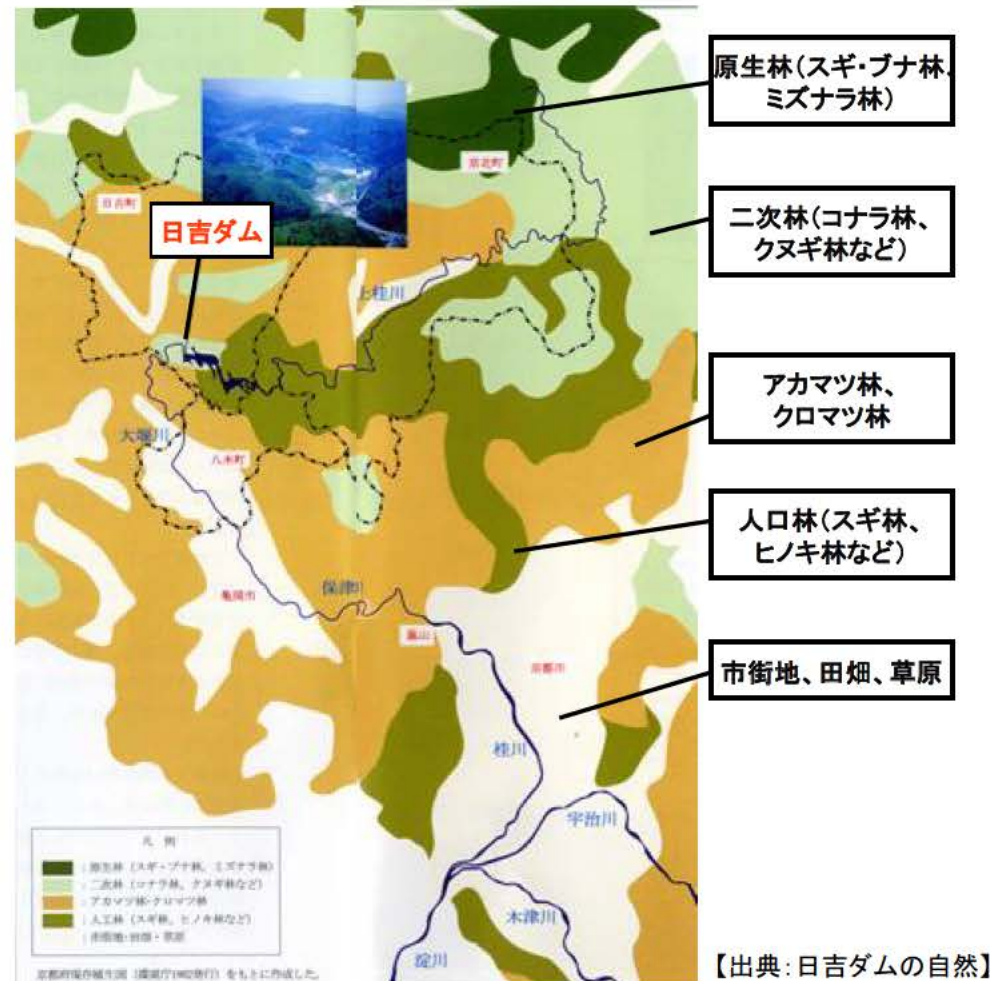 原生林(スギ・ブナ林、
ミズナラ林)
京北町
二次林(コナラ林、
クヌギ林など)
日吉町
日吉ダム
上桂川
アカマツ林、
クロマツ林
大堰川
八木町
人口林(スギ林、
ヒノキ林など)
保津川
亀岡市
嵐山
京都市
市街地、田畑、草原
桂川
宇治川
凡 例
:原生林(スギ・ブナ林、ミズナラ林)
:二次林(コナラ林、クヌギ林など)
:アカマツ林・クロマツ林
:人工林(スギ林、ヒノキ林など)
:市街地・田畑・草原
木津川
淀川
【出典:日吉ダムの自然】